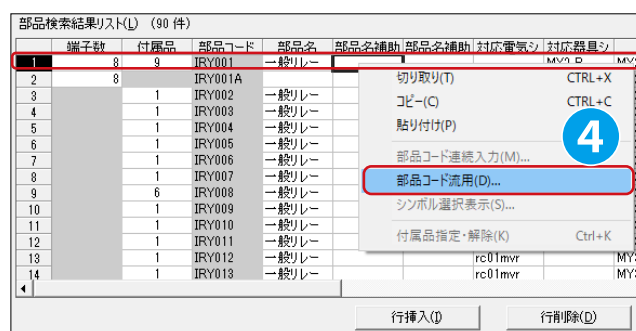 部品検索結果リスト(L) (90 件)
端子数 付属品 部品コード 部品名 部品名補助 部品名補助 対応電気シ 対応器具シ
1 8 9 IRY001 一般リレー
2 8 IRY001A
3 1 IRY002 一般リレー
4 1 IRY003 一般リレー
5 1 IRY004 一般リレー
6 1 IRY005 一般リレー
7 1 IRY006 一般リレー
8 1 IRY007 一般リレー
9 6 IRY008 一般リレー
10 1 IRY009 一般リレー
11 1 IRY010 一般リレー
12 1 IRY011 一般リレー
13 1 IRY012 一般リレー rc01mvr MY
14 1 IRY013 一般リレー rc01mvr MY
切り取り(T) CTRL+X
コピー(C) CTRL+C
貼り付け(P)
4
部品コード連続入力(M)...
部品コード流用(D)...
シンボル選択表示(S)...
付属品指定・解除(K) Ctrl+K
行挿入(I) 行削除(D)